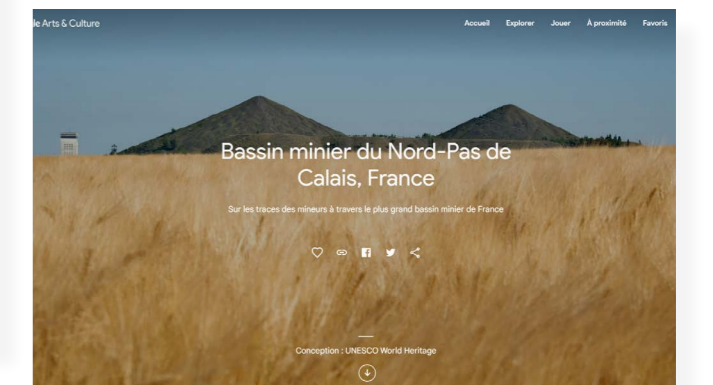 le Arts & Culture
Accueil Explorer Jouer À proximité Favoris
Bassin minier du Nord-Pas de
Calais, France
Sur les traces des mineurs à travers le plus grand bassin minier de France
Conception : UNESCO World Heritage